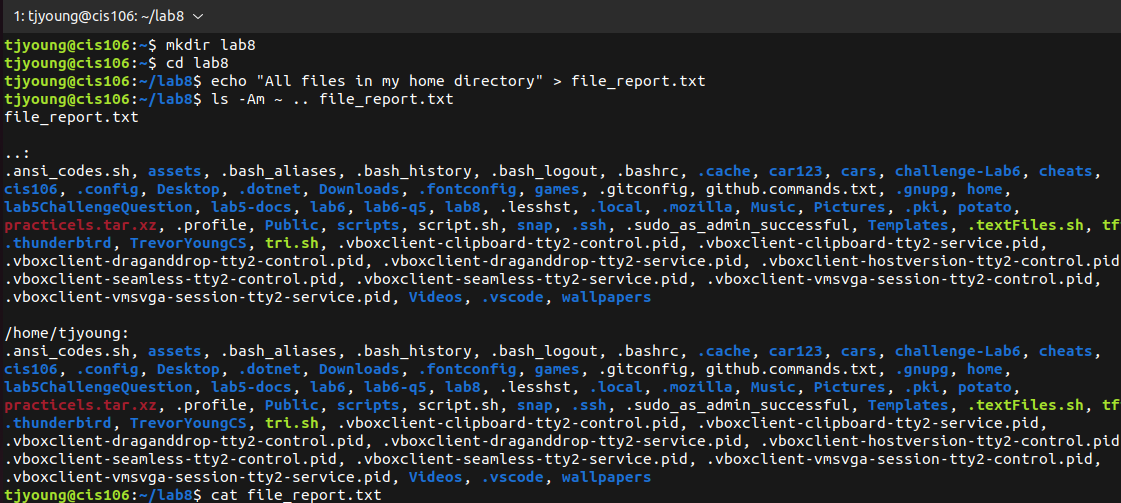 1: tjyoung@cis106: ~/lab8
tjyoung@cis106:~$ mkdir lab8
tjyoung@cis106:~$ cd lab8
tjyoung@cis106:~/lab8$ echo "All files in my home directory" > file_report.txt
tjyoung@cis106:~/lab8$ ls -Am ~ .. file_report.txt
file_report.txt
..:
.ansi_codes.sh, assets, .bash_aliases, .bash_history, .bash_logout, .bashrc, .cache, car123, cars, challenge-Lab6, cheats,
cis106, .config, Desktop, .dotnet, Downloads, .fontconfig, games, .gitconfig, github.commands.txt, .gnupg, home,
lab5ChallengeQuestion, lab5-docs, lab6, lab6-q5, lab8, .lesshst, .local, .mozilla, Music, Pictures, .pki, potato,
practicels.tar.xz, .profile, Public, scripts, script.sh, snap, .ssh, .sudo_as_admin_successful, Templates, .textFiles.sh, tf
.thunderbird, TrevorYoungCS, tri.sh, .vboxclient-clipboard-tty2-control.pid, .vboxclient-clipboard-tty2-service.pid,
.vboxclient-draganddrop-tty2-control.pid, .vboxclient-draganddrop-tty2-service.pid, .vboxclient-hostversion-tty2-control.pid
.vboxclient-seamless-tty2-control.pid, .vboxclient-seamless-tty2-service.pid, .vboxclient-vmsvga-session-tty2-control.pid,
.vboxclient-vmsvga-session-tty2-service.pid, Videos, .vscode, wallpapers
/home/tjyoung:
.ansi_codes.sh, assets, .bash_aliases, .bash_history, .bash_logout, .bashrc, .cache, car123, cars, challenge-Lab6, cheats,
cis106, .config, Desktop, .dotnet, Downloads, .fontconfig, games, .gitconfig, github.commands.txt, .gnupg, home,
lab5ChallengeQuestion, lab5-docs, lab6, lab6-q5, lab8, .lesshst, .local, .mozilla, Music, Pictures, .pki, potato,
practicels.tar.xz, .profile, Public, scripts, script.sh, snap, .ssh, .sudo_as_admin_successful, Templates, .textFiles.sh, tf
.thunderbird, TrevorYoungCS, tri.sh, .vboxclient-clipboard-tty2-control.pid, .vboxclient-clipboard-tty2-service.pid,
.vboxclient-draganddrop-tty2-control.pid, .vboxclient-draganddrop-tty2-service.pid, .vboxclient-hostversion-tty2-control.pid
.vboxclient-seamless-tty2-control.pid, .vboxclient-seamless-tty2-service.pid, .vboxclient-vmsvga-session-tty2-control.pid,
.vboxclient-vmsvga-session-tty2-service.pid, Videos, .vscode, wallpapers
tjyoung@cis106:~/lab8$ cat file_report.txt